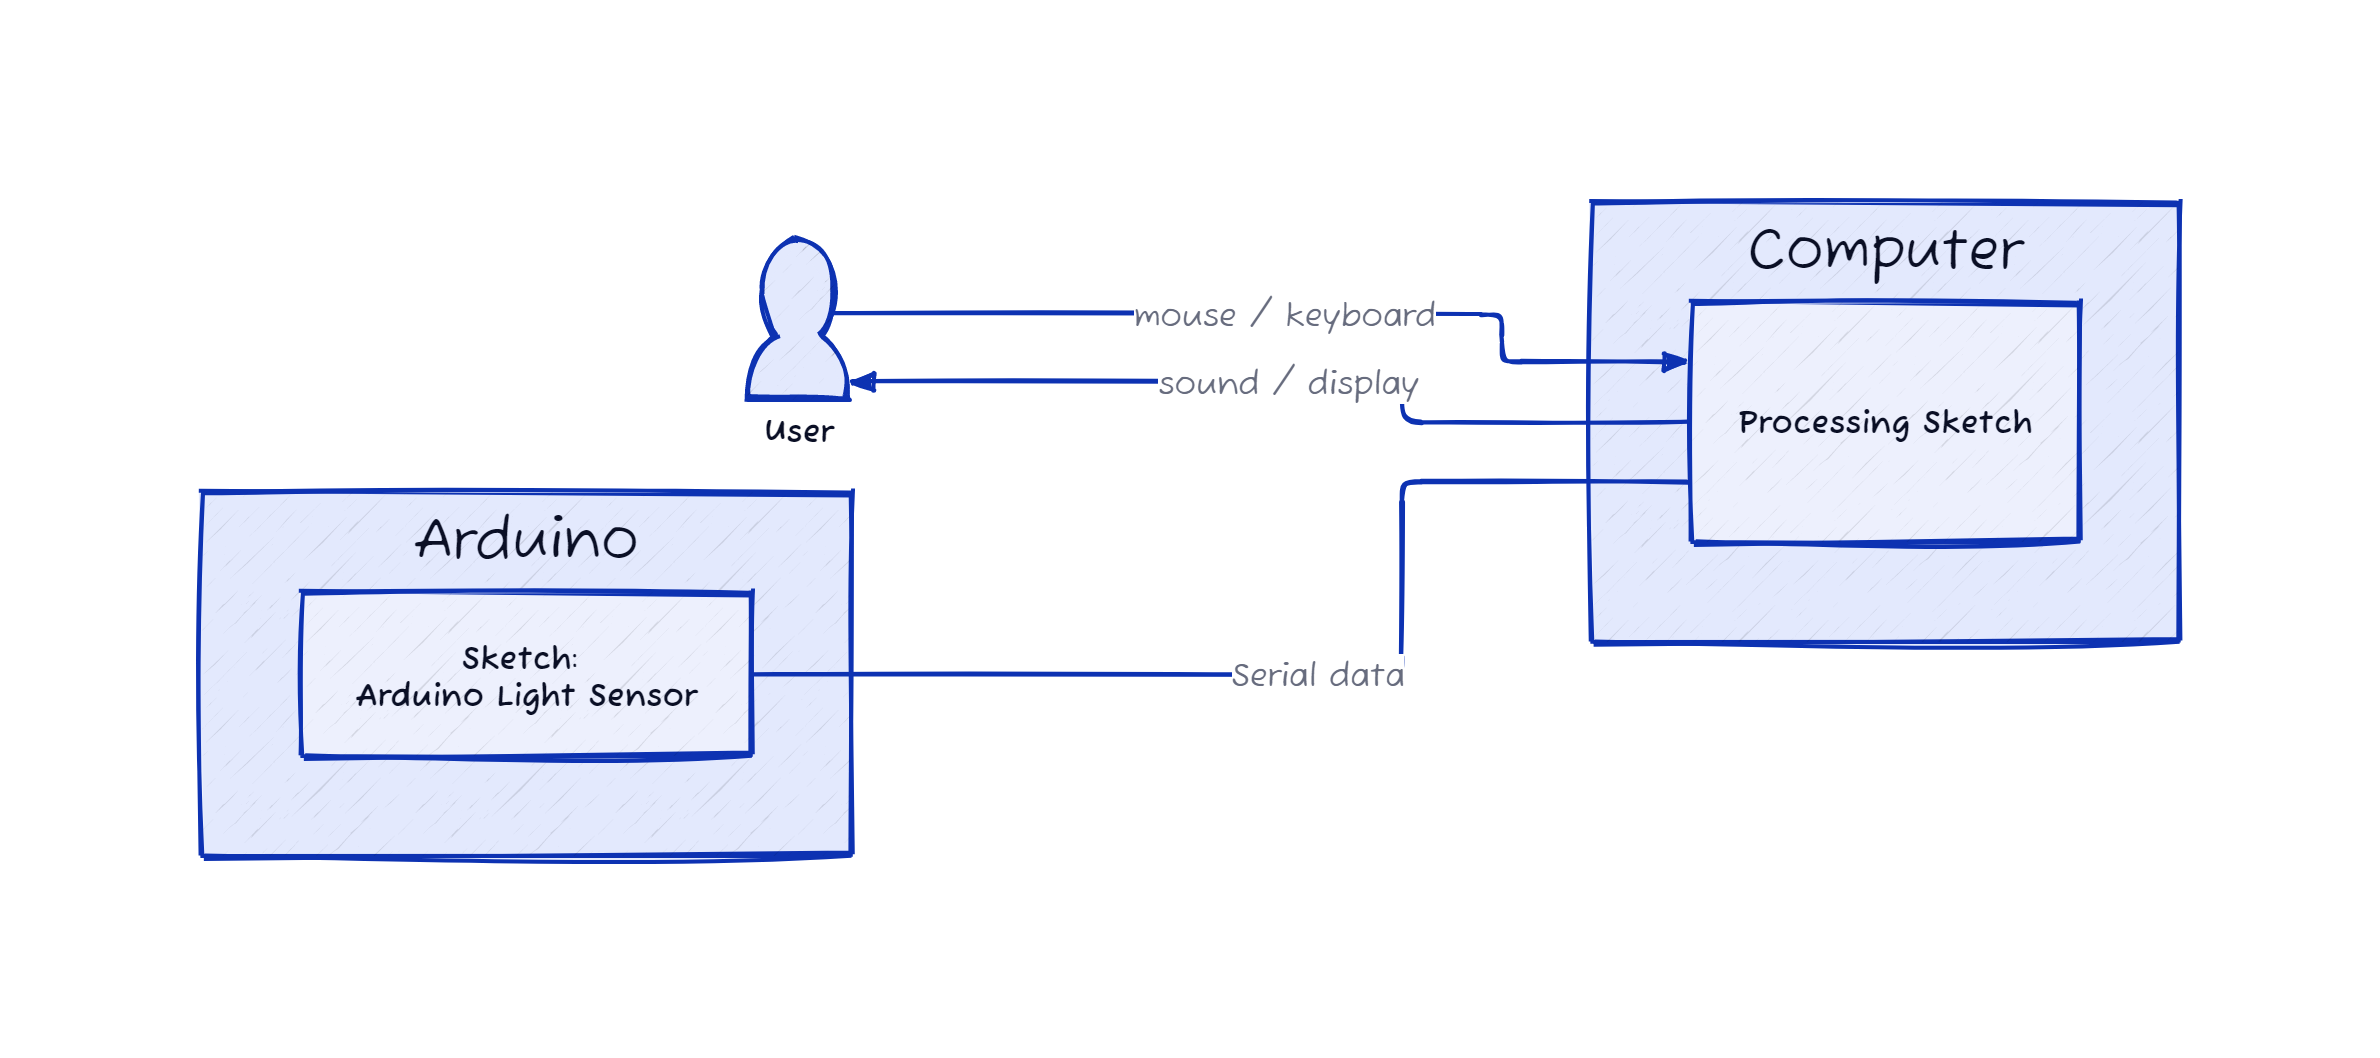 Computer
mouse / keyboard
sound / display
Processing Sketch
User
Arduino
Sketch:
Arduino Light Sensor
Serial data